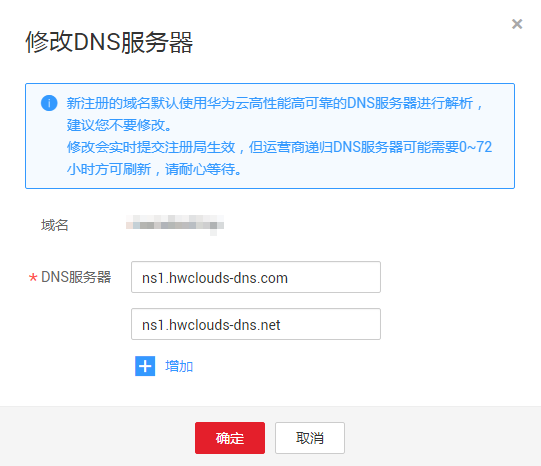 修改DNS服务器
×
新注册的域名默认使用华为云高性能高可靠的DNS服务器进行解析，
建议您不要修改。
修改会实时提交注册局生效，但运营商递归DNS服务器可能需要0~72
小时方可刷新，请耐心等待。
域名
* DNS服务器
ns1.hwclouds-dns.com
ns1.hwclouds-dns.net
增加
确定
取消